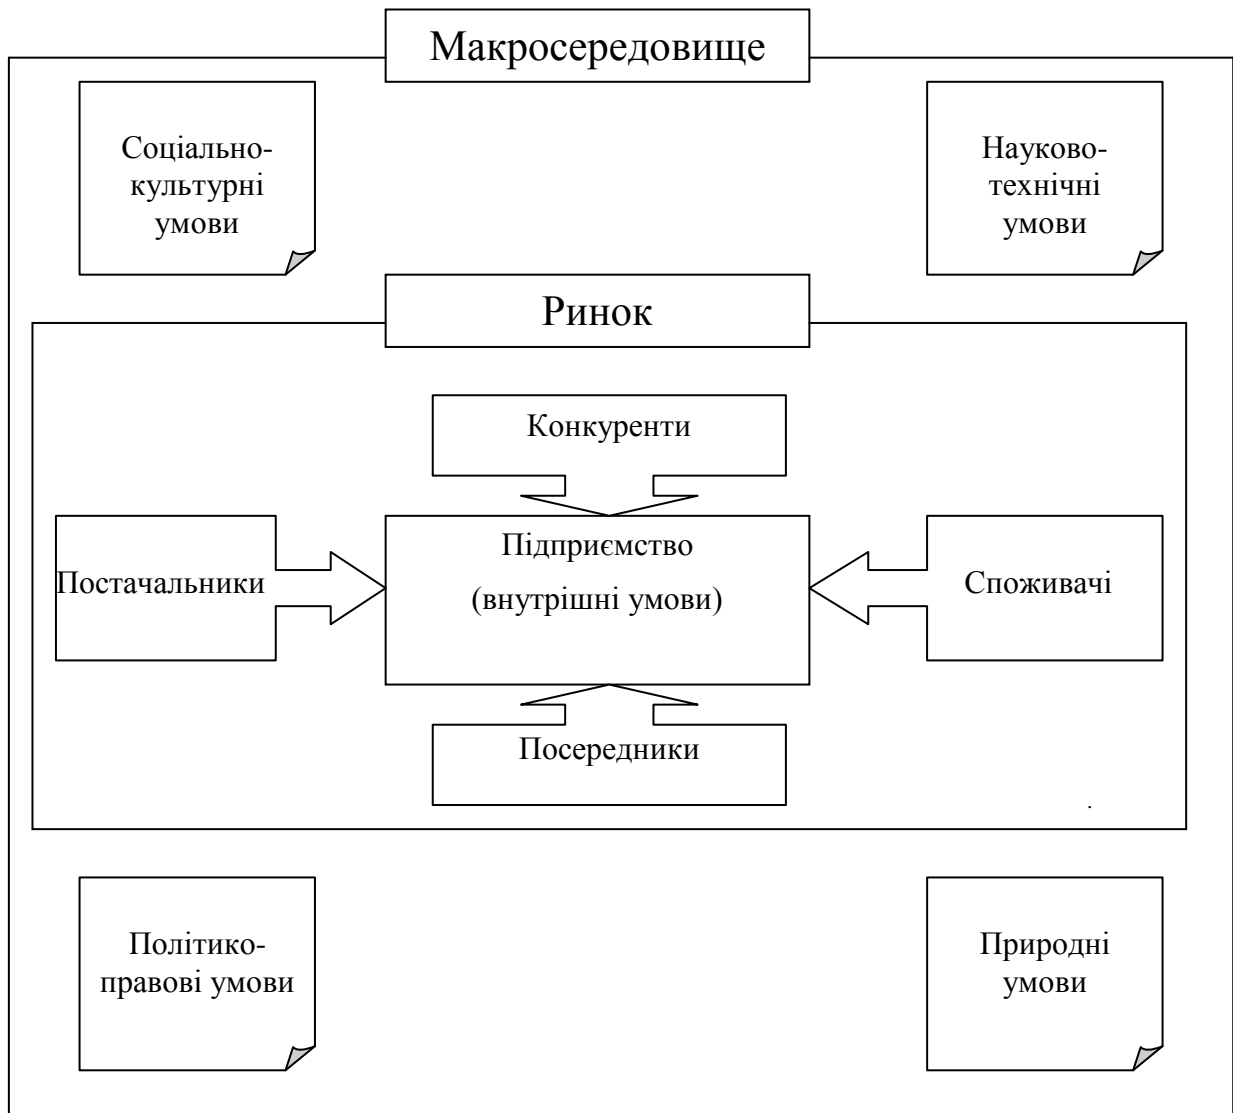 Макросередовище
Соціально-
культурні
умови
Науково-
технічні
умови
Ринок
Конкуренти
Постачальники
Підприємство
(внутрішні умови)
Споживачі
Посередники
.
Політико-
правові умови
Природні
умови